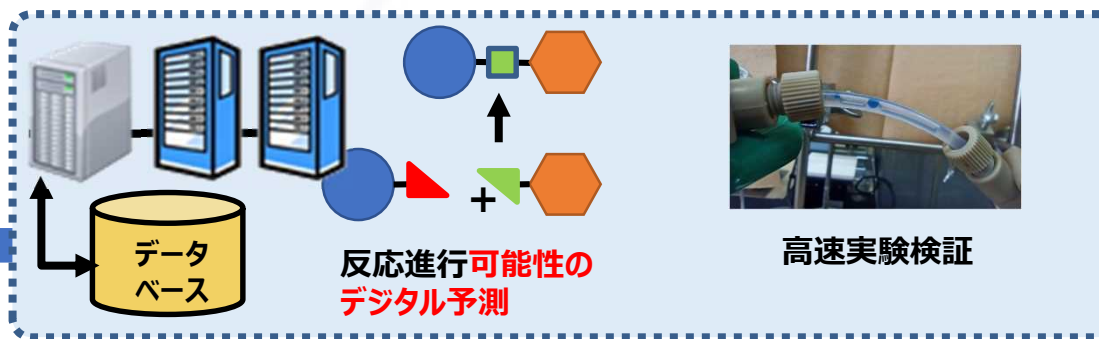 データ
ベース
+
反応進行可能性の
デジタル予測
高速実験検証